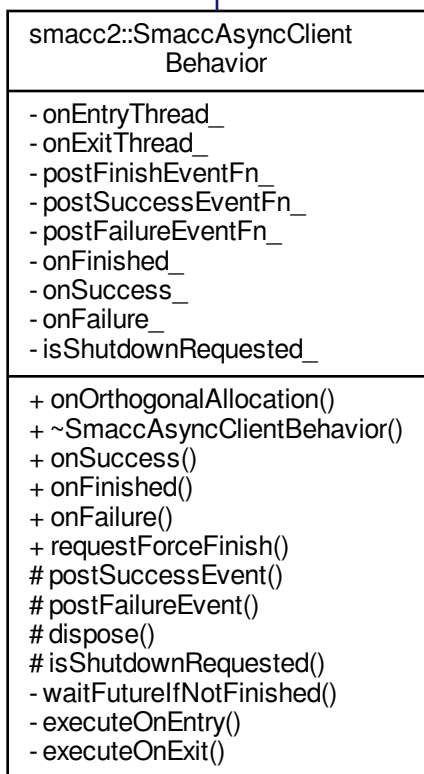 smacc2::SmaccAsyncClient
Behavior
- onEntryThread_
- onExitThread_
- postFinishEventFn_
- postSuccessEventFn_
- postFailureEventFn_
- onFinished_
- onSuccess_
- onFailure_
- isShutdownRequested_
+ onOrthogonalAllocation()
+ ~SmaccAsyncClientBehavior()
+ onSuccess()
+ onFinished()
+ onFailure()
+ requestForceFinish()
# postSuccessEvent()
# postFailureEvent()
# dispose()
# isShutdownRequested()
- waitFutureIfNotFinished()
- executeOnEntry()
- executeOnExit()